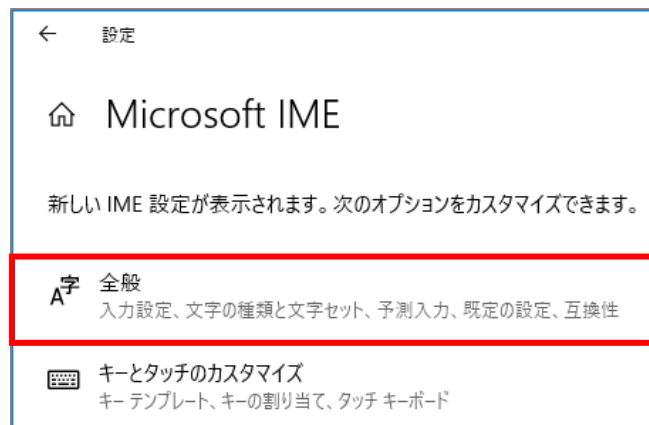 設定
Microsoft IME
新しい IME 設定が表示されます。次のオプションをカスタマイズできます。
全般
入力設定、文字の種類と文字セット、予測入力、既定の設定、互換性
キーとタッチのカスタマイズ
キー テンプレート、キーの割り当て、タッチ キーボード